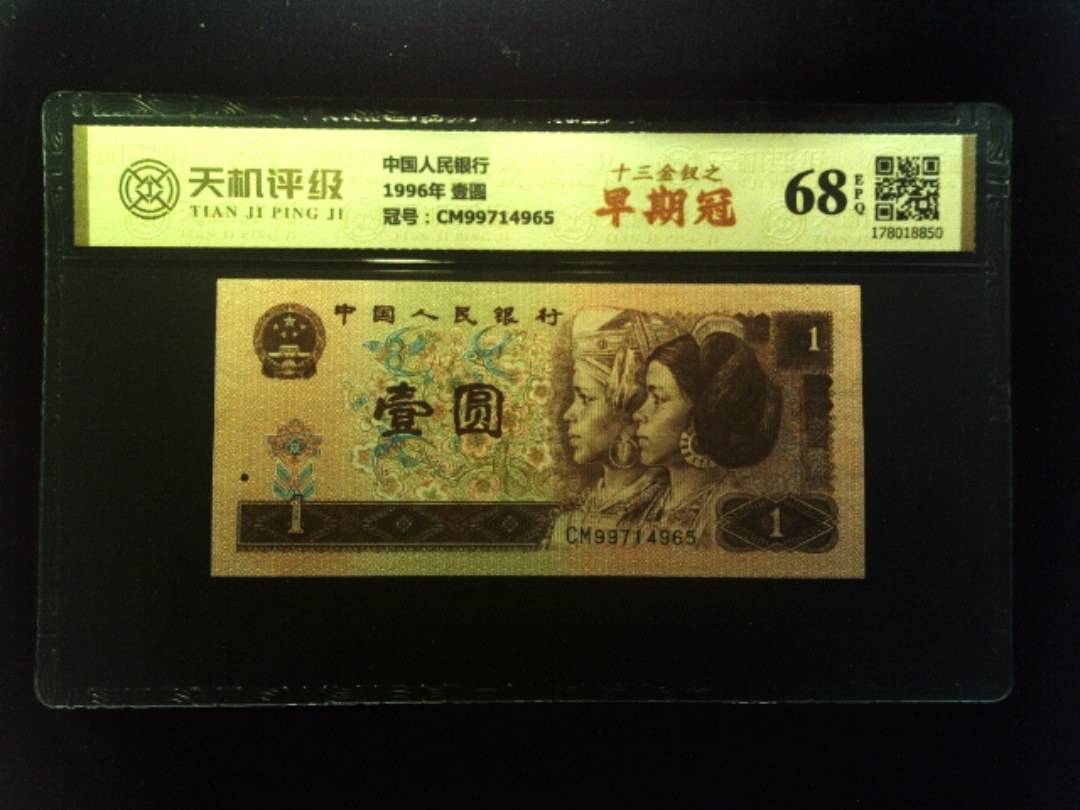 天机评级
TIAN JI PING JI
中国人民银行
1996年 壹圆
冠号：CM99714965
十三金钗之
早期冠
68
EPQ
178018850
中国人民银行
1
壹圆
1
CM99714965
1